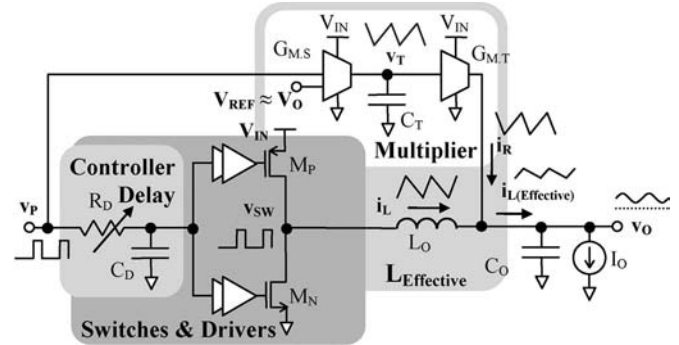 V_IN
V_IN
G_M.S
v_T
G_M.T
V_REF ≈ V_O
C_T
V_IN
Multiplier
i_R
Controller
Delay
M_P
v_P
R_D
v_SW
i_L
i_L(Effective)
v_O
L_O
C_D
C_O
I_O
M_N
L_Effective
Switches & Drivers